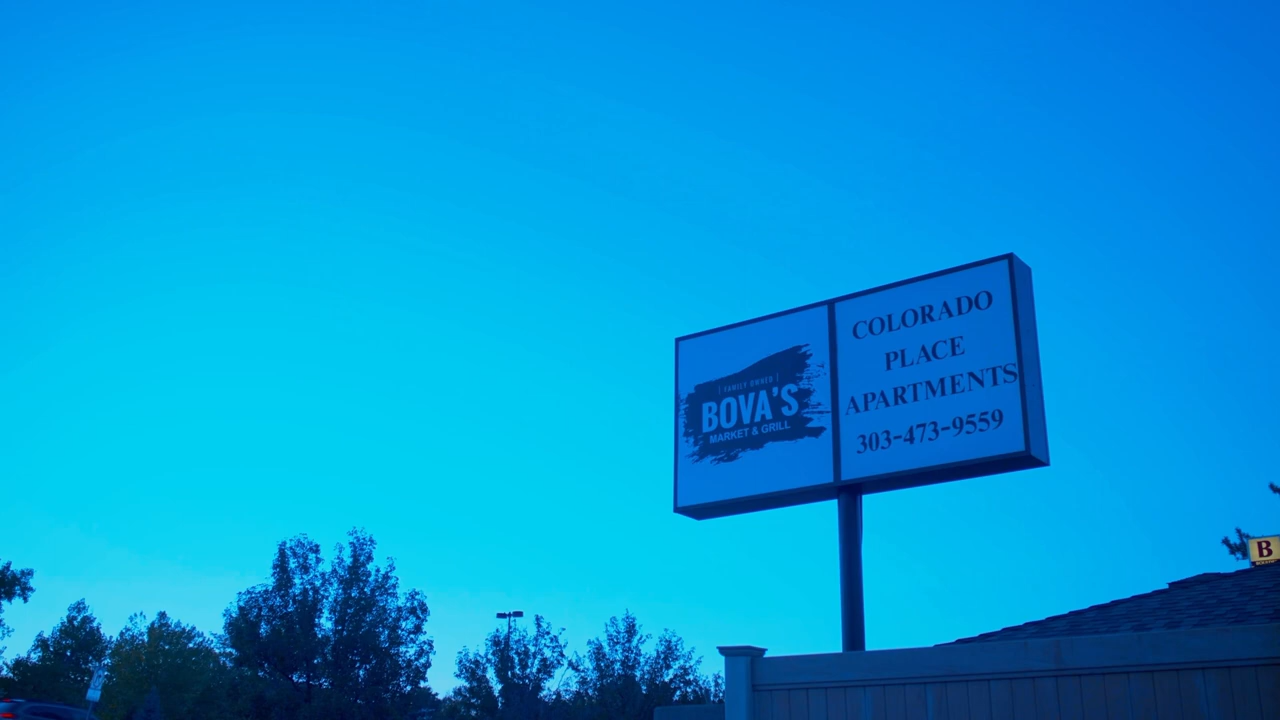 | FAMILY OWNED |
BOVA'S
MARKET & GRILL
COLORADO
PLACE
APARTMENTS
303-473-9559
B